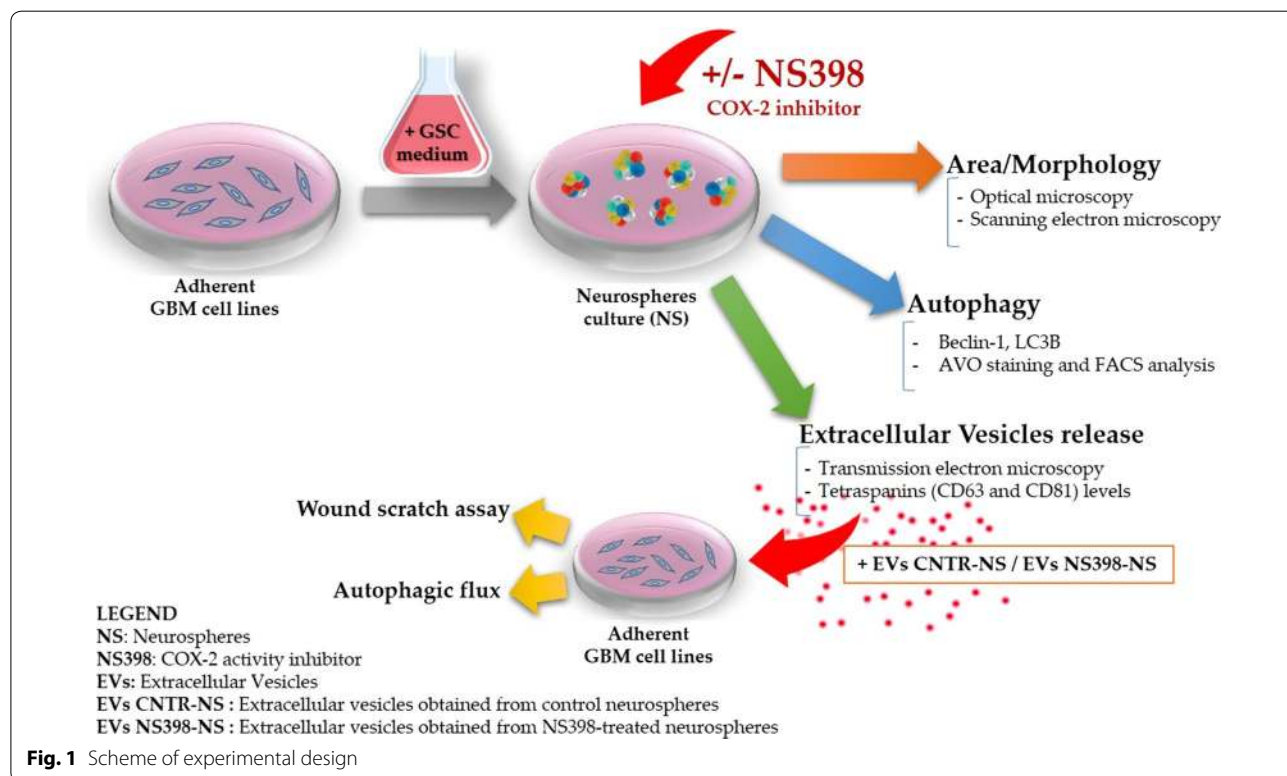 +/- NS398
COX-2 inhibitor
+ GSC
medium
Adherent
GBM cell lines
Neurospheres
culture (NS)
Area/Morphology
- Optical microscopy
- Scanning electron microscopy
Autophagy
- Beclin-1, LC3B
- AVO staining and FACS analysis
Extracellular Vesicles release
- Transmission electron microscopy
- Tetraspanins (CD63 and CD81) levels
+ EVs CNTR-NS / EVs NS398-NS
Wound scratch assay
Autophagic flux
Adherent
GBM cell lines
LEGEND
NS: Neurospheres
NS398: COX-2 activity inhibitor
EVs: Extracellular Vesicles
EVs CNTR-NS : Extracellular vesicles obtained from control neurospheres
EVs NS398-NS : Extracellular vesicles obtained from NS398-treated neurospheres
Fig. 1 Scheme of experimental design